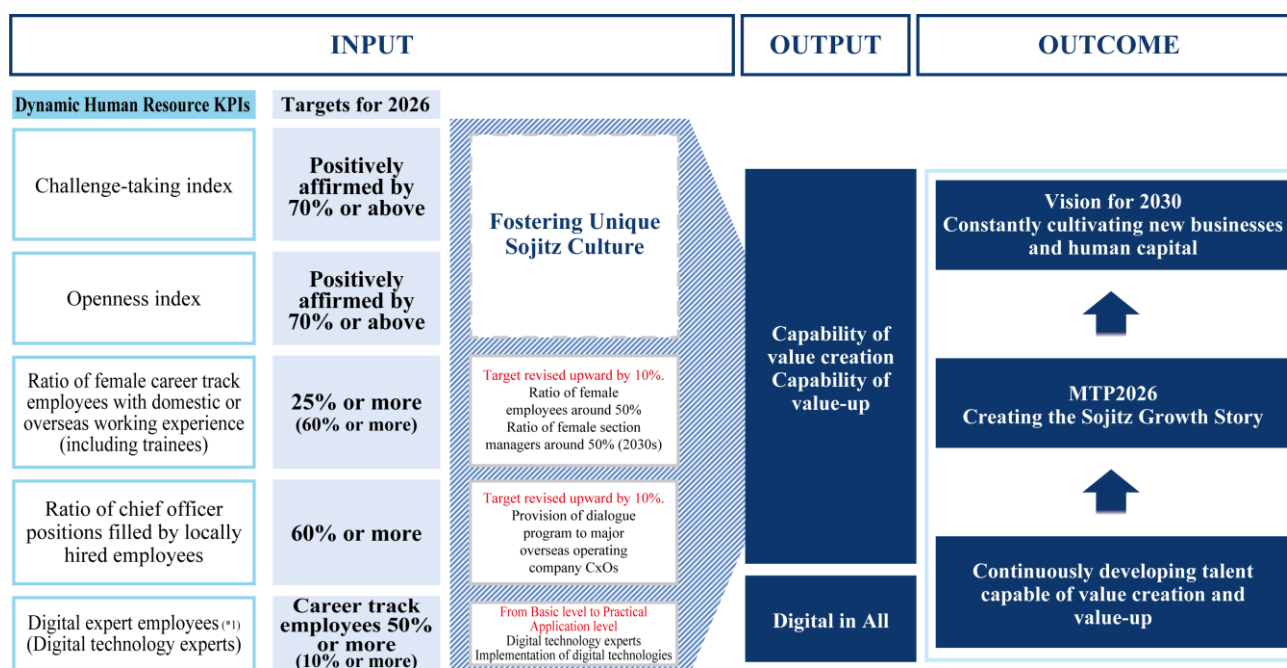 INPUT
OUTPUT
OUTCOME
Dynamic Human Resource KPIs
Targets for 2026
Challenge-taking index
Positively
affirmed by
70% or above
Openness index
Positively
affirmed by
70% or above
Ratio of female career track
employees with domestic or
overseas working experience
(including trainees)
25% or more
(60% or more)
Ratio of chief officer
positions filled by locally
hired employees
60% or more
Digital expert employees (*1)
(Digital technology experts)
Career track
employees 50%
or more
(10% or more)
Fostering Unique
Sojitz Culture
Target revised upward by 10%.
Ratio of female
employees around 50%
Ratio of female section
managers around 50% (2030s)
Target revised upward by 10%.
Provision of dialogue
program to major
overseas operating
company CxOs
From Basic level to Practical
Application level
Digital technology experts
Implementation of digital technologies
Capability of
value creation
Capability of
value-up
Digital in All
Vision for 2030
Constantly cultivating new businesses
and human capital
MTP2026
Creating the Sojitz Growth Story
Continuously developing talent
capable of value creation and
value-up